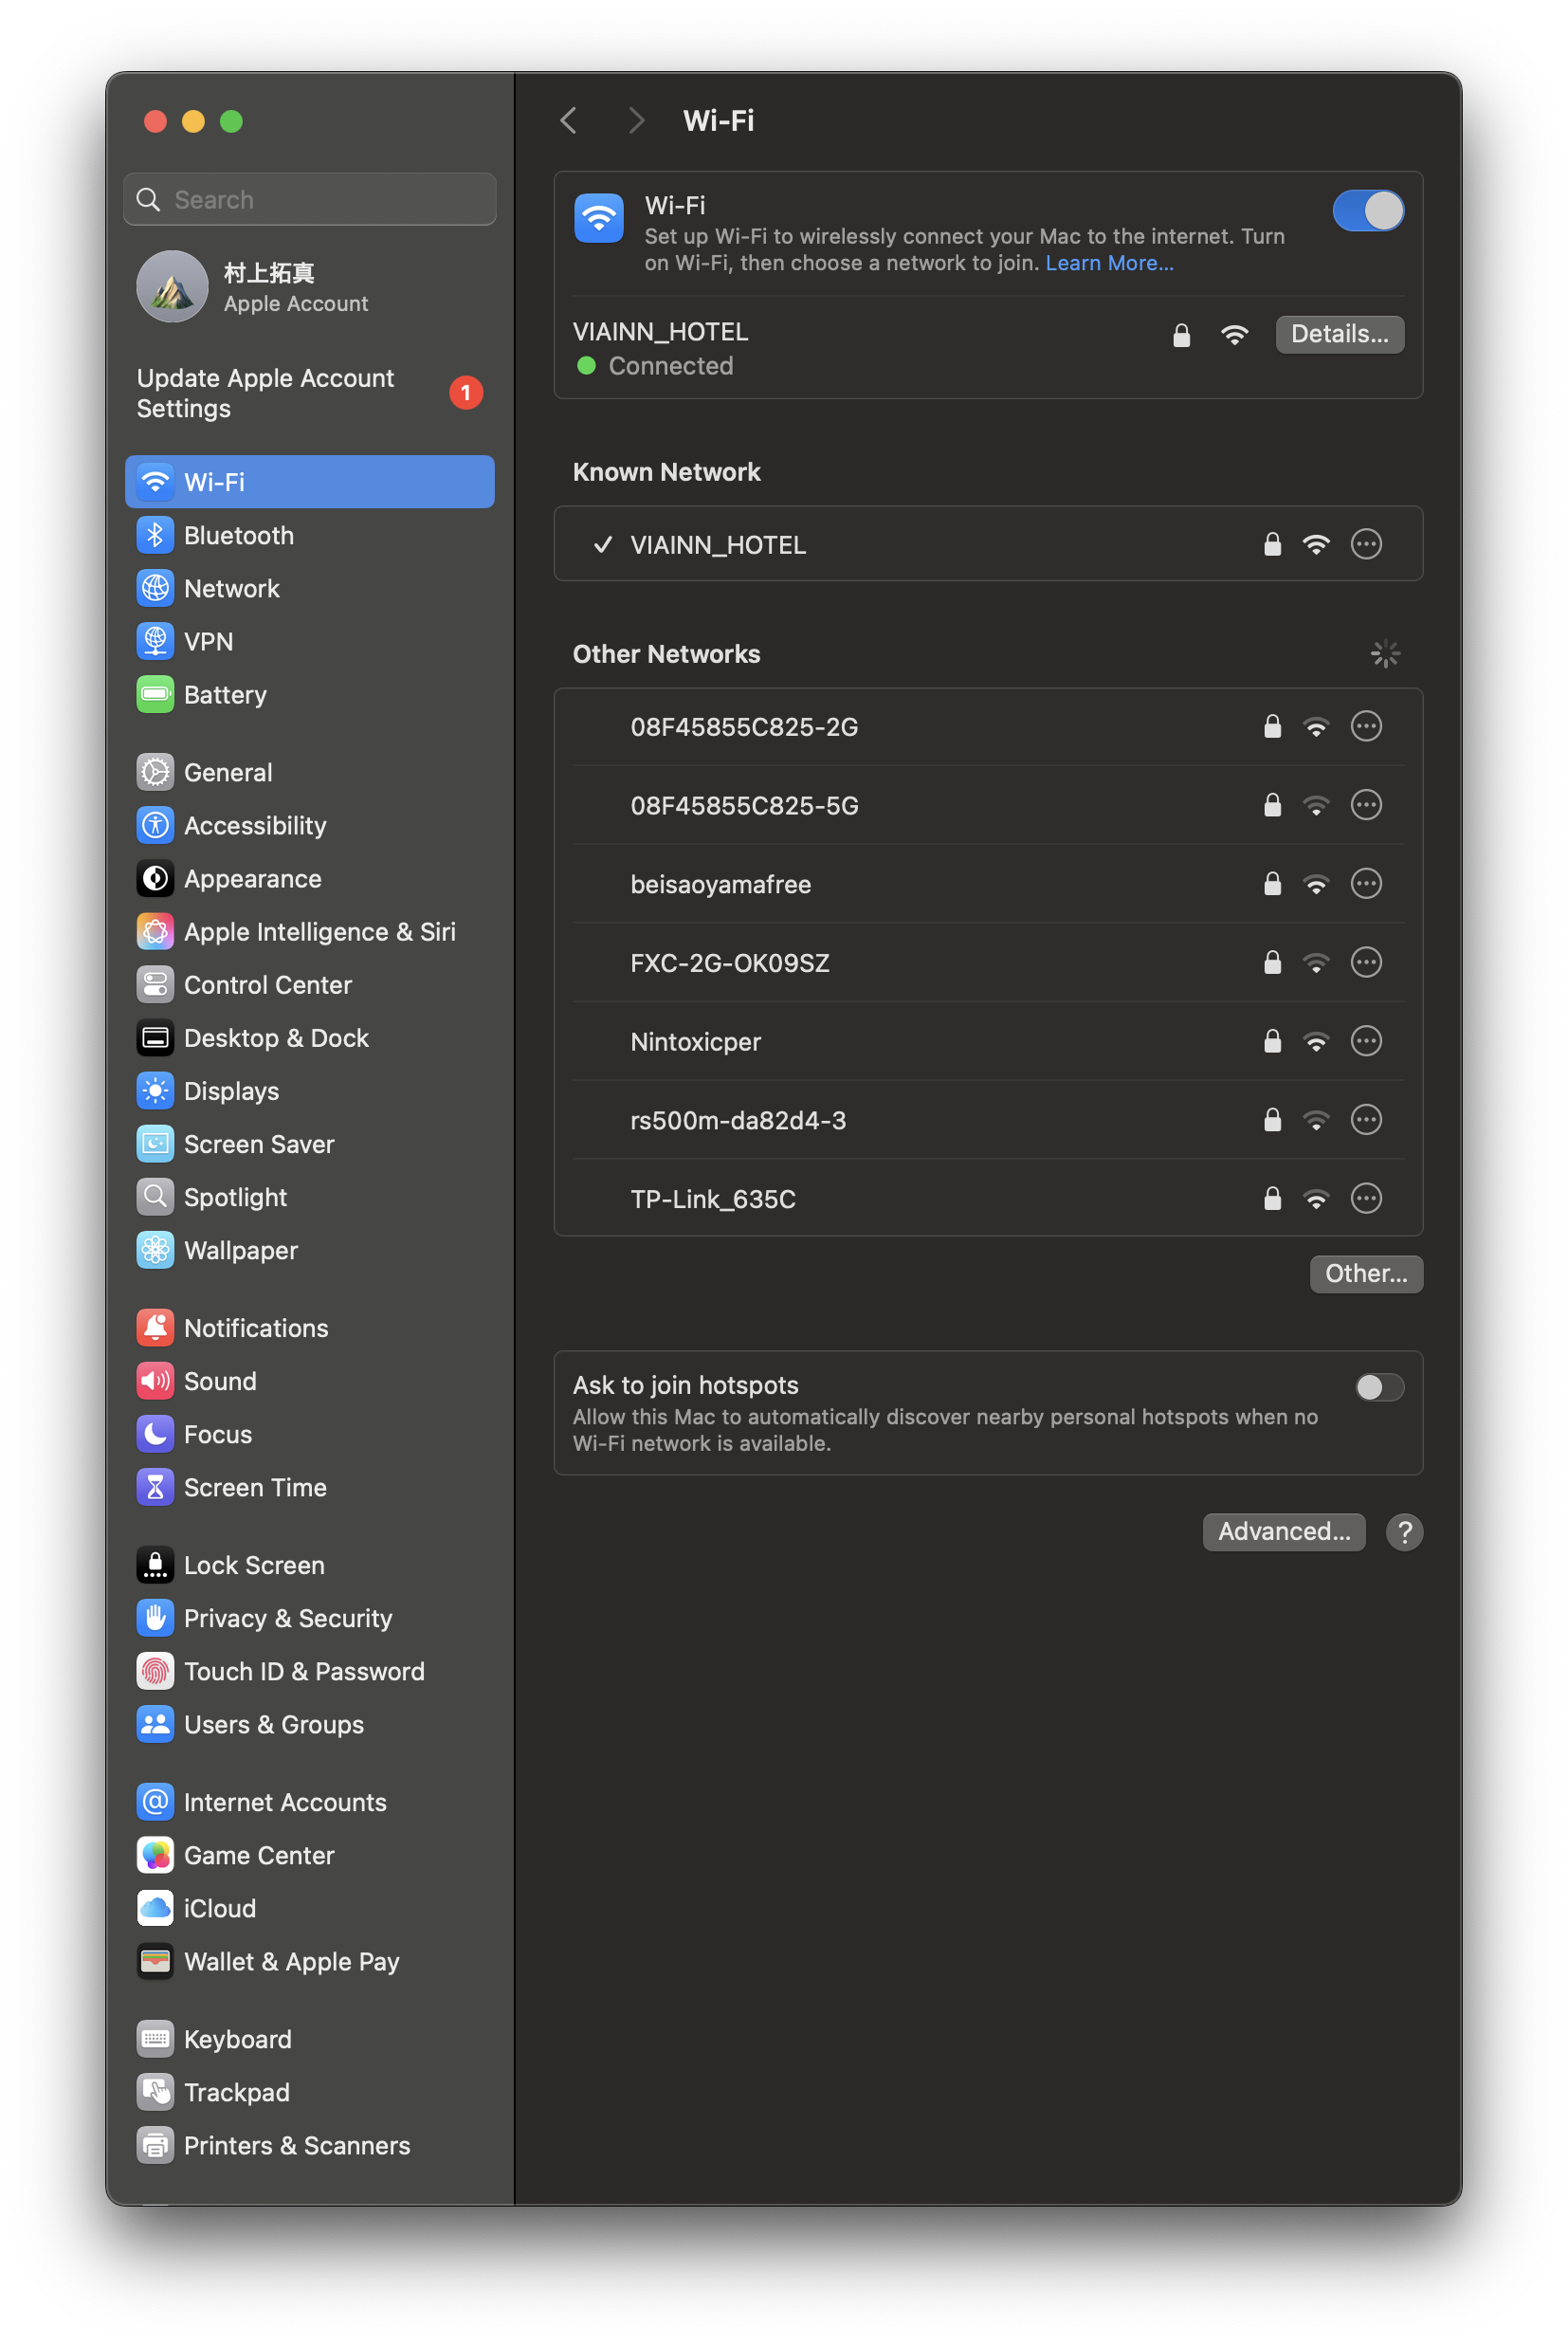 Search
村上拓真
Apple Account
Update Apple Account
Settings
1
Wi-Fi
Bluetooth
Network
VPN
Battery
General
Accessibility
Appearance
Apple Intelligence & Siri
Control Center
Desktop & Dock
Displays
Screen Saver
Spotlight
Wallpaper
Notifications
Sound
Focus
Screen Time
Lock Screen
Privacy & Security
Touch ID & Password
Users & Groups
Internet Accounts
Game Center
iCloud
Wallet & Apple Pay
Keyboard
Trackpad
Printers & Scanners
Wi-Fi
Wi-Fi
Set up Wi-Fi to wirelessly connect your Mac to the internet. Turn
on Wi-Fi, then choose a network to join. Learn More...
VIAINN_HOTEL
Details...
Connected
Known Network
VIAINN_HOTEL
Other Networks
08F45855C825-2G
08F45855C825-5G
beisaoyamafree
FXC-2G-OK09SZ
Nintoxicper
rs500m-da82d4-3
TP-Link_635C
Other...
Ask to join hotspots
Allow this Mac to automatically discover nearby personal hotspots when no
Wi-Fi network is available.
Advanced...
?